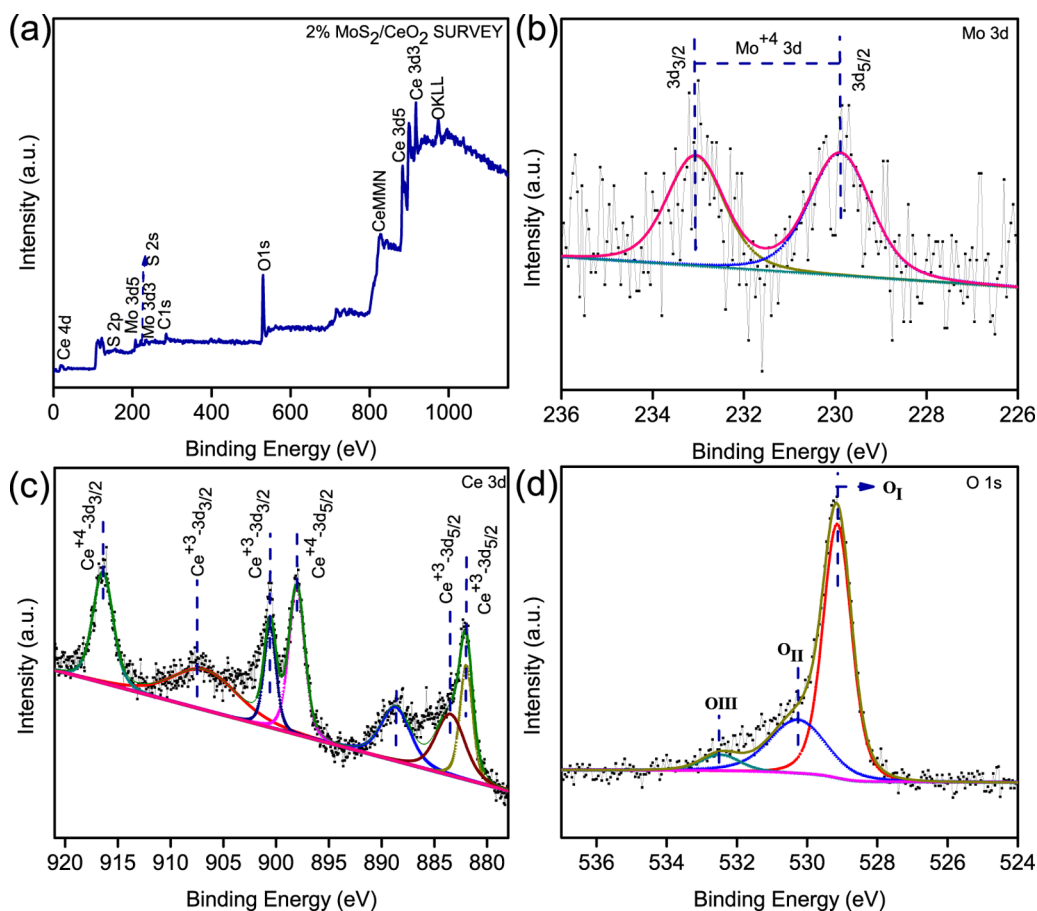 (a)
2% MoS₂/CeO₂ SURVEY
Intensity (a.u.)
Ce 4d
S 2p
Mo 3d5
Mo 3d3
S 2s
C1s
O1s
CeMMN
Ce 3d5
Ce 3d3
OKLL
0 200 400 600 800 1000
Binding Energy (eV)
(b)
Mo 3d
Intensity (a.u.)
3d3/2
Mo⁺⁴ 3d
3d5/2
236 234 232 230 228 226
Binding Energy (eV)
(c)
Ce 3d
Intensity (a.u.)
Ce⁺⁴-3d3/2
Ce⁺³-3d3/2
Ce⁺³-3d3/2
Ce⁺⁴-3d5/2
Ce⁺³-3d5/2
Ce⁺³-3d5/2
920 915 910 905 900 895 890 885 880
Binding Energy (eV)
(d)
O 1s
Intensity (a.u.)
OIII
OII
OI
536 534 532 530 528 526 524
Binding Energy (eV)